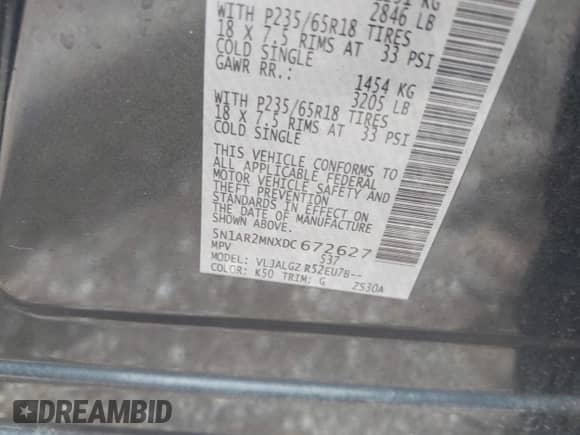 KG
2846 LB
WITH P235/65R18 TIRES
18 X 7.5 RIMS AT 33 PSI
COLD SINGLE
GAWR RR.:
1454 KG
3205 LB
WITH P235/65R18 TIRES
18 X 7.5 RIMS AT 33 PSI
COLD SINGLE
THIS VEHICLE CONFORMS TO
ALL APPLICABLE FEDERAL
MOTOR VEHICLE SAFETY AND
THEFT PREVENTION
STANDARDS IN EFFECT ON
THE DATE OF MANUFACTURE
SHOWN ABOVE
5N1AR2MNXDC672627
MPV 537
MODEL: VLJALGZ R52EU7B--
COLOR: K50 TRIM: G ZS30A
DREAMBID